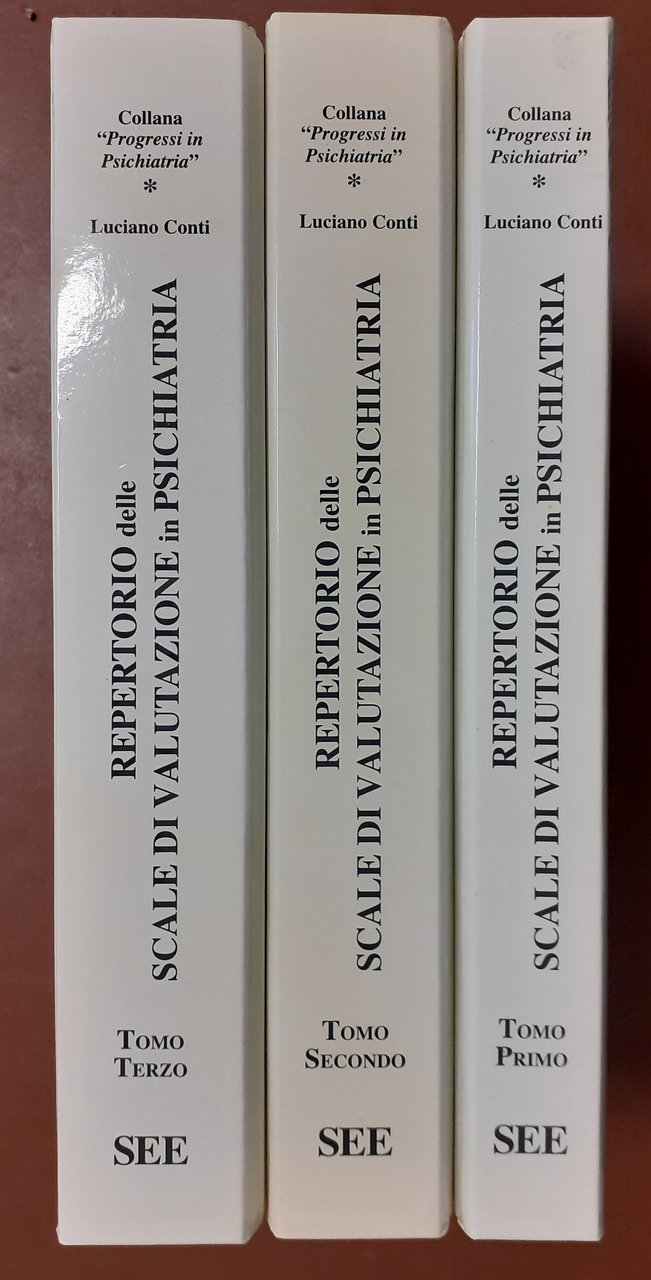 Collana
“Progressi in
Psichiatria”
*
Luciano Conti
REPERTORIO delle
SCALE DI VALUTAZIONE in PSICHIATRIA
TOMO
TERZO
SEE
Collana
“Progressi in
Psichiatria”
*
Luciano Conti
REPERTORIO delle
SCALE DI VALUTAZIONE in PSICHIATRIA
TOMO
SECONDO
SEE
Collana
“Progressi in
Psichiatria”
*
Luciano Conti
REPERTORIO delle
SCALE DI VALUTAZIONE in PSICHIATRIA
TOMO
PRIMO
SEE